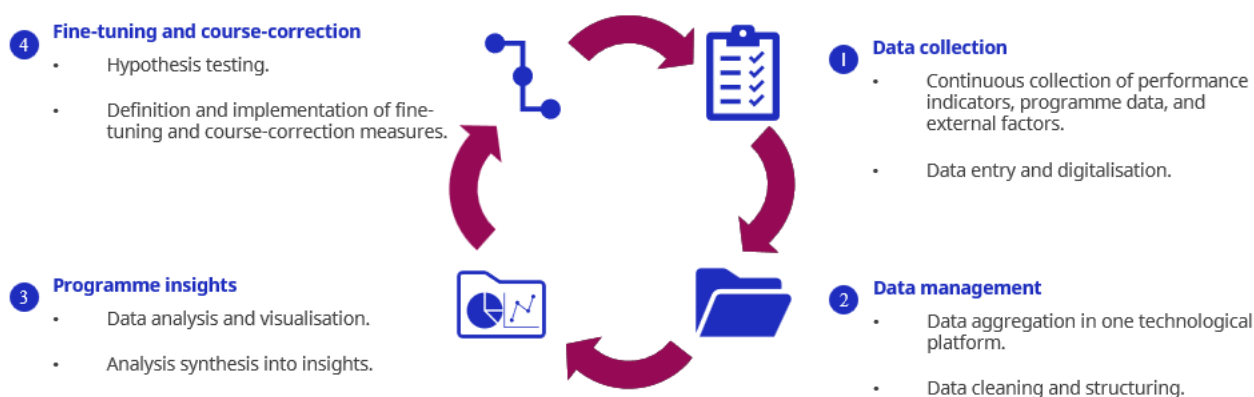 4
Fine-tuning and course-correction
• Hypothesis testing.
• Definition and implementation of fine-
tuning and course-correction measures.
1
Data collection
• Continuous collection of performance
indicators, programme data, and
external factors.
• Data entry and digitalisation.
3
Programme insights
• Data analysis and visualisation.
• Analysis synthesis into insights.
2
Data management
• Data aggregation in one technological
platform.
• Data cleaning and structuring.